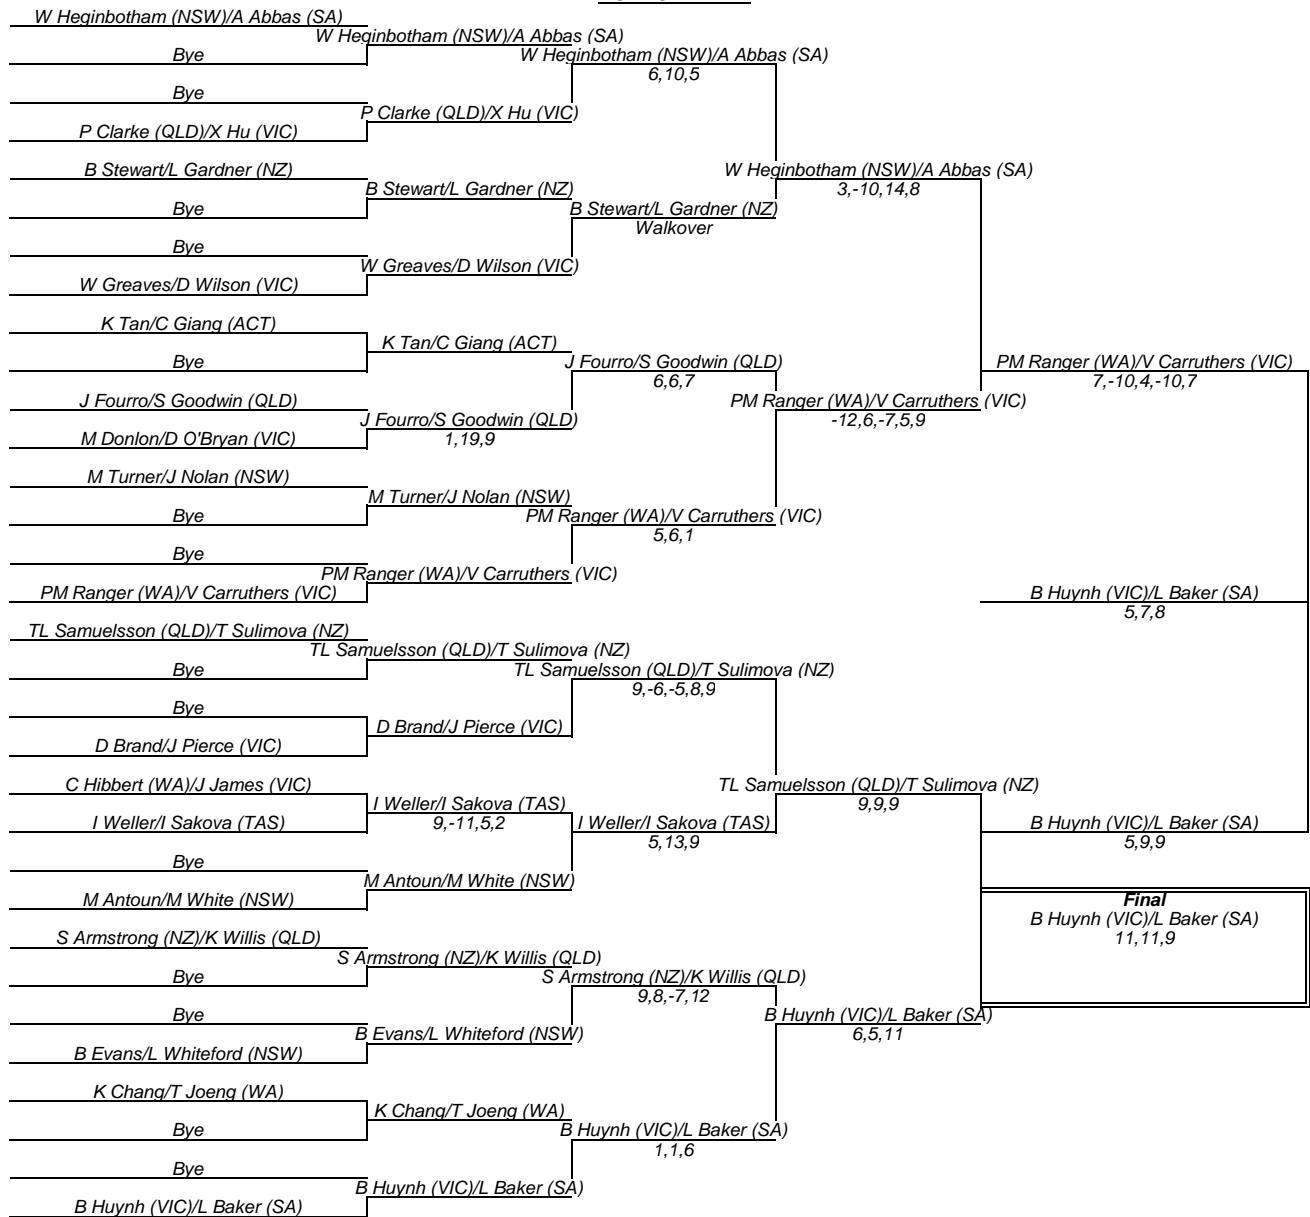 W Heginbotham (NSW)/A Abbas (SA)
W Heginbotham (NSW)/A Abbas (SA)
Bye
W Heginbotham (NSW)/A Abbas (SA)
6,10,5
Bye
P Clarke (QLD)/X Hu (VIC)
P Clarke (QLD)/X Hu (VIC)
B Stewart/L Gardner (NZ)
W Heginbotham (NSW)/A Abbas (SA)
3,-10,14,8
B Stewart/L Gardner (NZ)
Bye
B Stewart/L Gardner (NZ)
Walkover
Bye
W Greaves/D Wilson (VIC)
W Greaves/D Wilson (VIC)
K Tan/C Giang (ACT)
K Tan/C Giang (ACT)
Bye
J Fourro/S Goodwin (QLD)
PM Ranger (WA)/V Carruthers (VIC)
6,6,7
7,-10,4,-10,7
J Fourro/S Goodwin (QLD)
PM Ranger (WA)/V Carruthers (VIC)
-12,6,-7,5,9
J Fourro/S Goodwin (QLD)
1,19,9
M Donlon/D O'Bryan (VIC)
M Turner/J Nolan (NSW)
M Turner/J Nolan (NSW)
Bye
PM Ranger (WA)/V Carruthers (VIC)
5,6,1
Bye
PM Ranger (WA)/V Carruthers (VIC)
PM Ranger (WA)/V Carruthers (VIC)
B Huynh (VIC)/L Baker (SA)
5,7,8
TL Samuelsson (QLD)/T Sulimova (NZ)
TL Samuelsson (QLD)/T Sulimova (NZ)
Bye
TL Samuelsson (QLD)/T Sulimova (NZ)
9,-6,-5,8,9
Bye
D Brand/J Pierce (VIC)
D Brand/J Pierce (VIC)
C Hibbert (WA)/J James (VIC)
TL Samuelsson (QLD)/T Sulimova (NZ)
9,9,9
I Weller/I Sakova (TAS)
9,-11,5,2
I Weller/I Sakova (TAS)
I Weller/I Sakova (TAS)
5,13,9
B Huynh (VIC)/L Baker (SA)
5,9,9
Bye
M Antoun/M White (NSW)
M Antoun/M White (NSW)
Final
B Huynh (VIC)/L Baker (SA)
11,11,9
S Armstrong (NZ)/K Willis (QLD)
S Armstrong (NZ)/K Willis (QLD)
Bye
S Armstrong (NZ)/K Willis (QLD)
9,8,-7,12
Bye
B Huynh (VIC)/L Baker (SA)
6,5,11
B Evans/L Whiteford (NSW)
B Evans/L Whiteford (NSW)
K Chang/T Joeng (WA)
K Chang/T Joeng (WA)
Bye
B Huynh (VIC)/L Baker (SA)
1,1,6
Bye
B Huynh (VIC)/L Baker (SA)
B Huynh (VIC)/L Baker (SA)